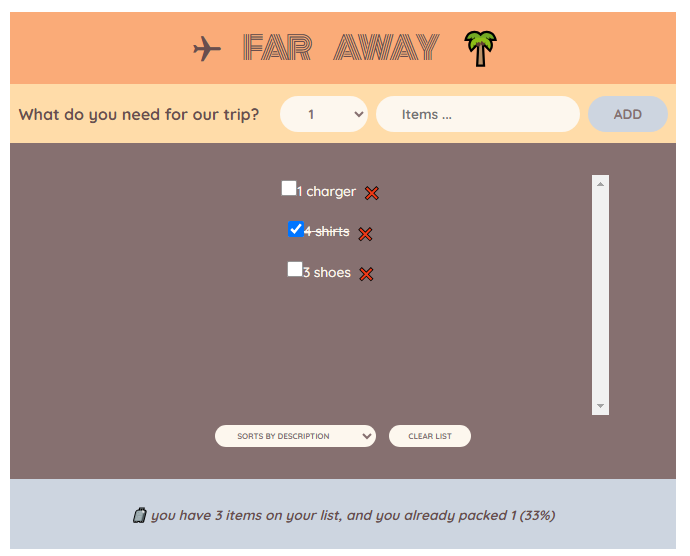 FAR AWAY
What do you need for our trip? 1 Items ... ADD
1 charger
4 shirts
3 shoes
SORTS BY DESCRIPTION CLEAR LIST
you have 3 items on your list, and you already packed 1 (33%)